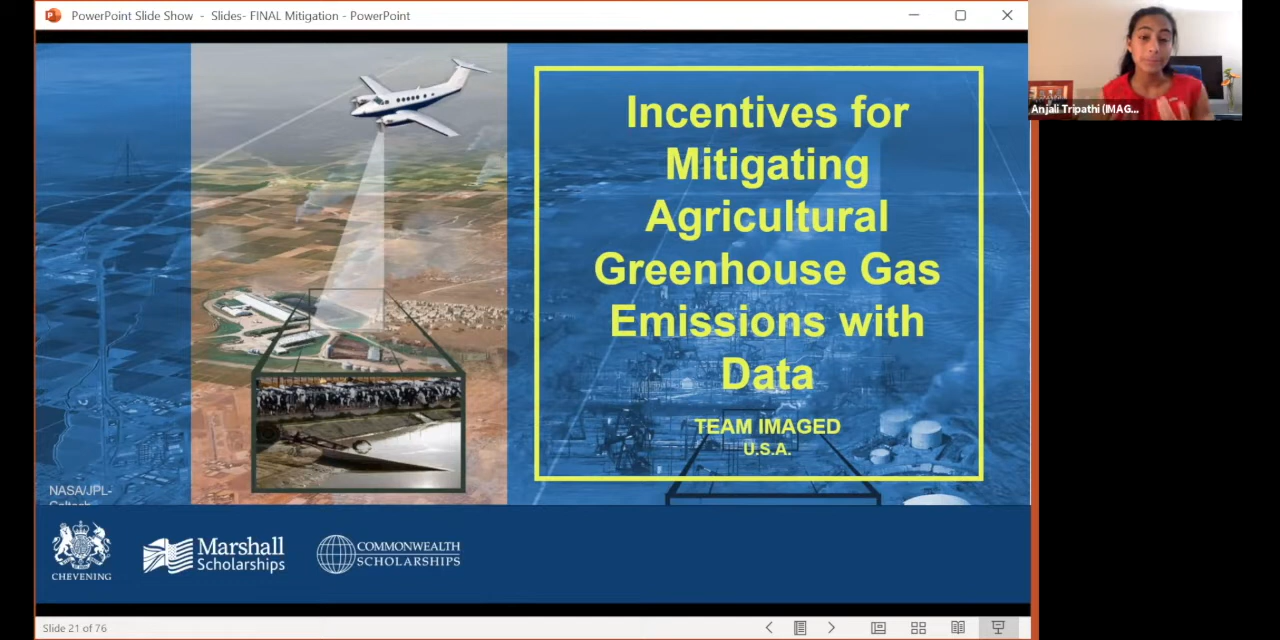 PowerPoint Slide Show - Slides- FINAL Mitigation - PowerPoint
Anjali Tripathi (IMAG...
Incentives for
Mitigating
Agricultural
Greenhouse Gas
Emissions with
Data
TEAM IMAGED
U.S.A.
NASA/JPL-
Caltech
CHEVENING
Marshall
Scholarships
COMMONWEALTH
SCHOLARSHIPS
Slide 21 of 76